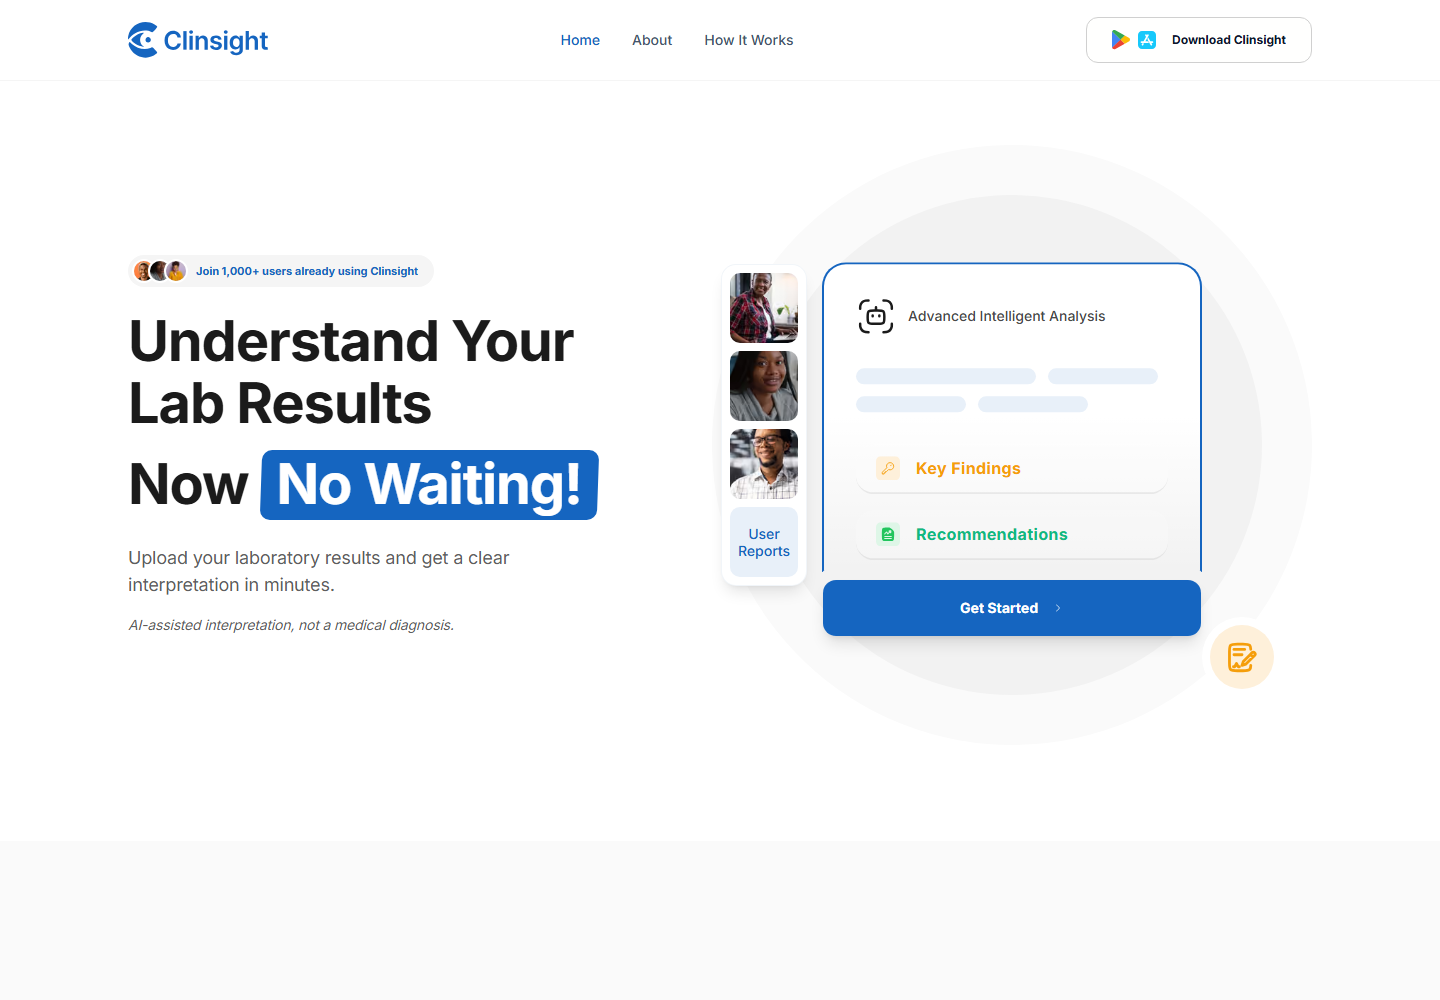 Clinsight
Home
About
How It Works
Download Clinsight
Join 1,000+ users already using Clinsight
Understand Your
Lab Results
Now No Waiting!
Upload your laboratory results and get a clear
interpretation in minutes.
AI-assisted interpretation, not a medical diagnosis.
User
Reports
Advanced Intelligent Analysis
Key Findings
Recommendations
Get Started